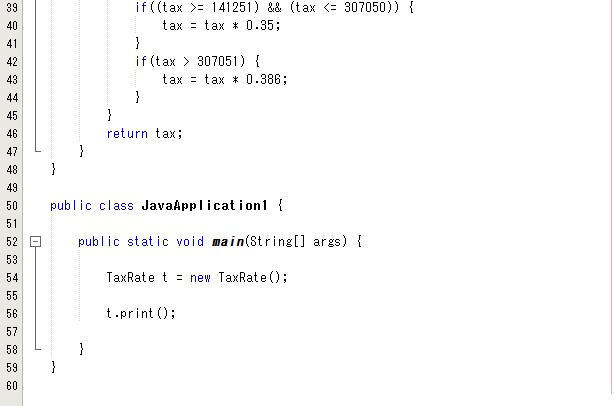 39 if((tax >= 141251) && (tax <= 307050)) {
40 tax = tax * 0.35;
41 }
42 if(tax > 307051) {
43 tax = tax * 0.386;
44 }
45 }
46 return tax;
47 }
48 }
49
50 public class JavaApplication1 {
51
52 public static void main(String[] args) {
53
54 TaxRate t = new TaxRate();
55
56 t.print();
57
58 }
59 }
60